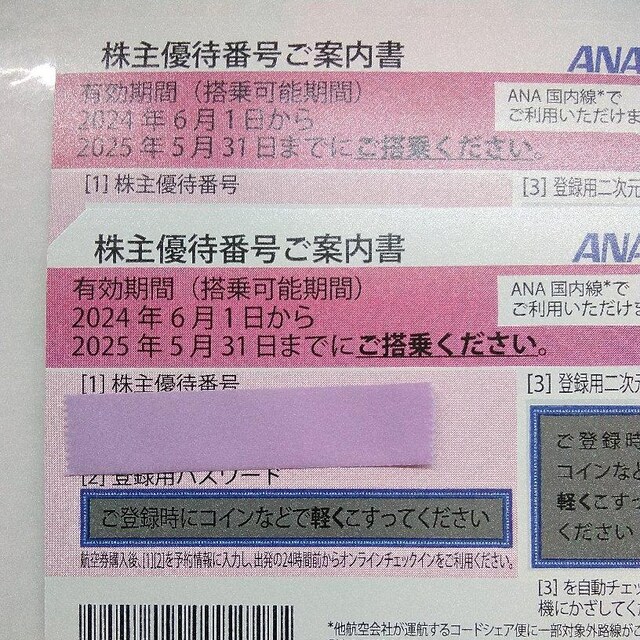 株主優待番号ご案内書
ANA
有効期間（搭乗可能期間）
2024年6月1日から
2025年5月31日までにご搭乗ください。
ANA国内線*で
ご利用いただけま
[1] 株主優待番号
[3] 登録用二次元
株主優待番号ご案内書
ANA
有効期間（搭乗可能期間）
2024年6月1日から
2025年5月31日までにご搭乗ください。
ANA国内線*で
ご利用いただけま
[1] 株主優待番号
[3] 登録用二次元
[2] 登録用パスワード
ご登録時にコインなどで軽くこすってください
ご登録時
コインなど
軽くこすっ
ください
航空券購入後、[1][2]を予約情報に入力し、出発の24時間前からオンラインチェックインをご利用ください。
[3] を自動チェッ
機にかざしてく
*他航空会社が運航するコードシェア便に一部対象外路線が